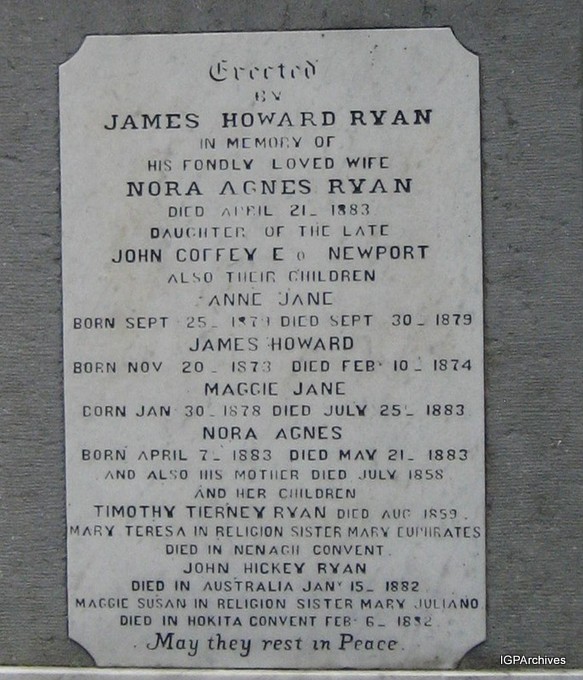 Erected
BY
JAMES HOWARD RYAN
IN MEMORY OF
HIS FONDLY LOVED WIFE
NORA AGNES RYAN
DIED APRIL 21_ 1883
DAUGHTER OF THE LATE
JOHN COFFEY NEWPORT
ALSO THEIR CHILDREN
ANNE JANE
BORN SEPT 25_ 1879 DIED SEPT 30_ 1879
JAMES HOWARD
BORN NOV 20_ 1873 DIED FEB 10_ 1874
MAGGIE JANE
BORN JAN 30_ 1878 DIED JULY 25_ 1883
NORA AGNES
BORN APRIL 7_ 1883 DIED MAY 21_ 1883
AND ALSO HIS MOTHER DIED JULY 1858
AND HER CHILDREN
TIMOTHY TIERNEY RYAN DIED AUG 1859.
MARY TERESA IN RELIGION SISTER MARY EUPHRATES
DIED IN NENAGH CONVENT.
JOHN HICKEY RYAN
DIED IN AUSTRALIA JANY 15_ 1882
MAGGIE SUSAN IN RELIGION SISTER MARY JULIANO
DIED IN HOKITA CONVENT FEB 6_
May they rest in Peace.
IGPArchives